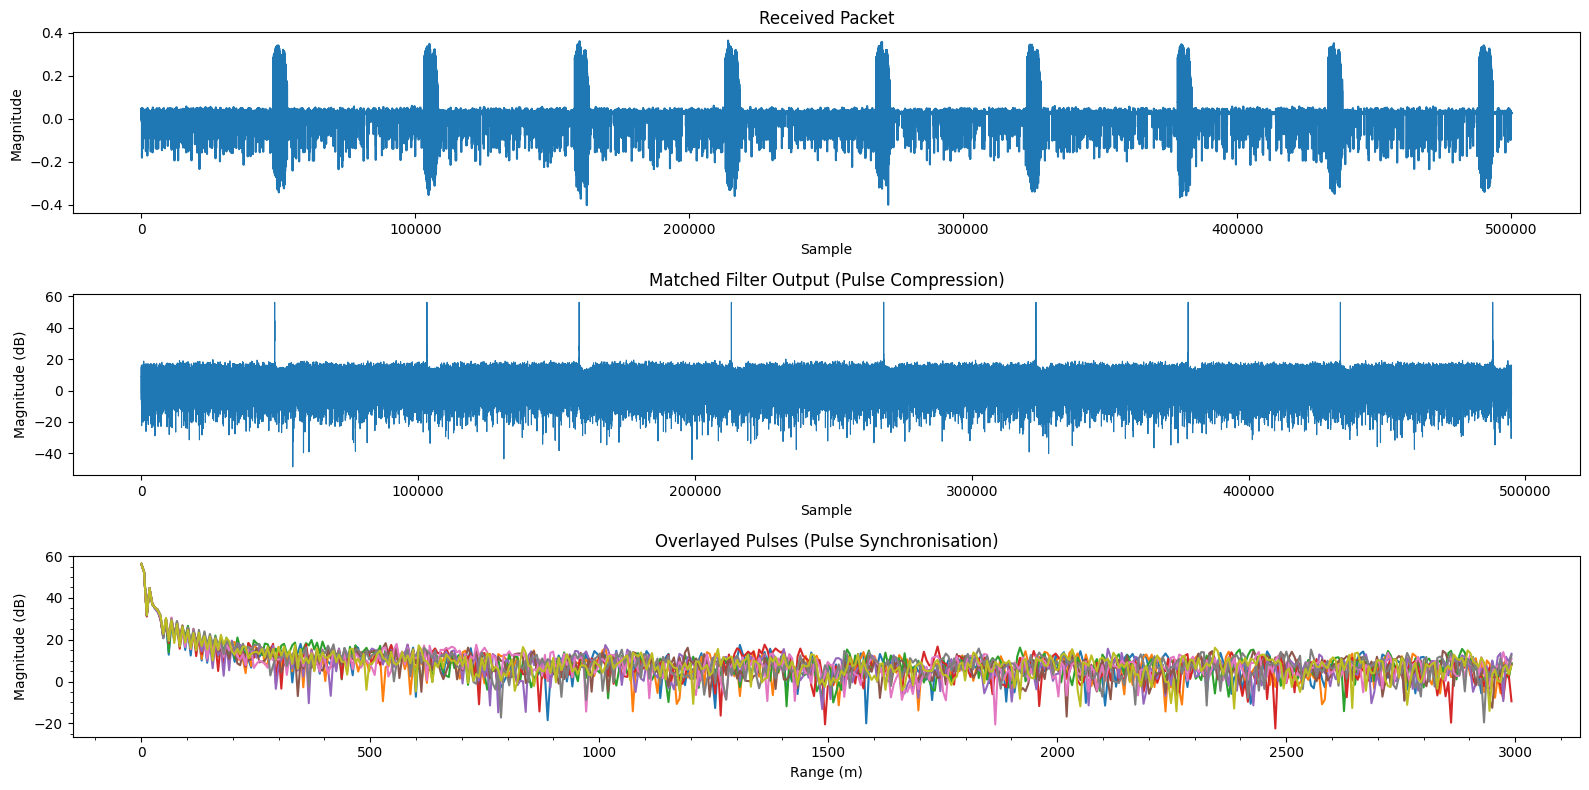 Received Packet
0.4
0.2
0.0
−0.2
−0.4
Magnitude
0 100000 200000 300000 400000 500000
Sample
Matched Filter Output (Pulse Compression)
60
40
20
0
−20
−40
Magnitude (dB)
0 100000 200000 300000 400000 500000
Sample
Overlayed Pulses (Pulse Synchronisation)
60
40
20
0
−20
Magnitude (dB)
0 500 1000 1500 2000 2500 3000
Range (m)